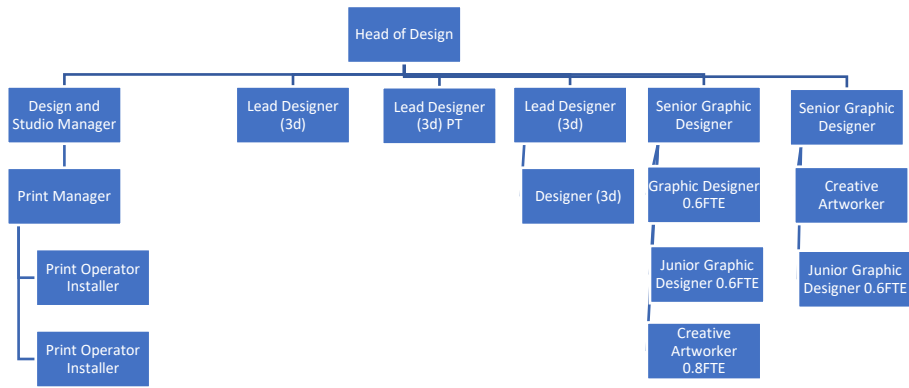 Head of Design
Design and
Studio Manager
Lead Designer
(3d)
Lead Designer
(3d) PT
Lead Designer
(3d)
Senior Graphic
Designer
Senior Graphic
Designer
Print Manager
Designer (3d)
Graphic Designer
0.6FTE
Creative
Artworker
Print Operator
Installer
Junior Graphic
Designer 0.6FTE
Junior Graphic
Designer 0.6FTE
Print Operator
Installer
Creative
Artworker
0.8FTE